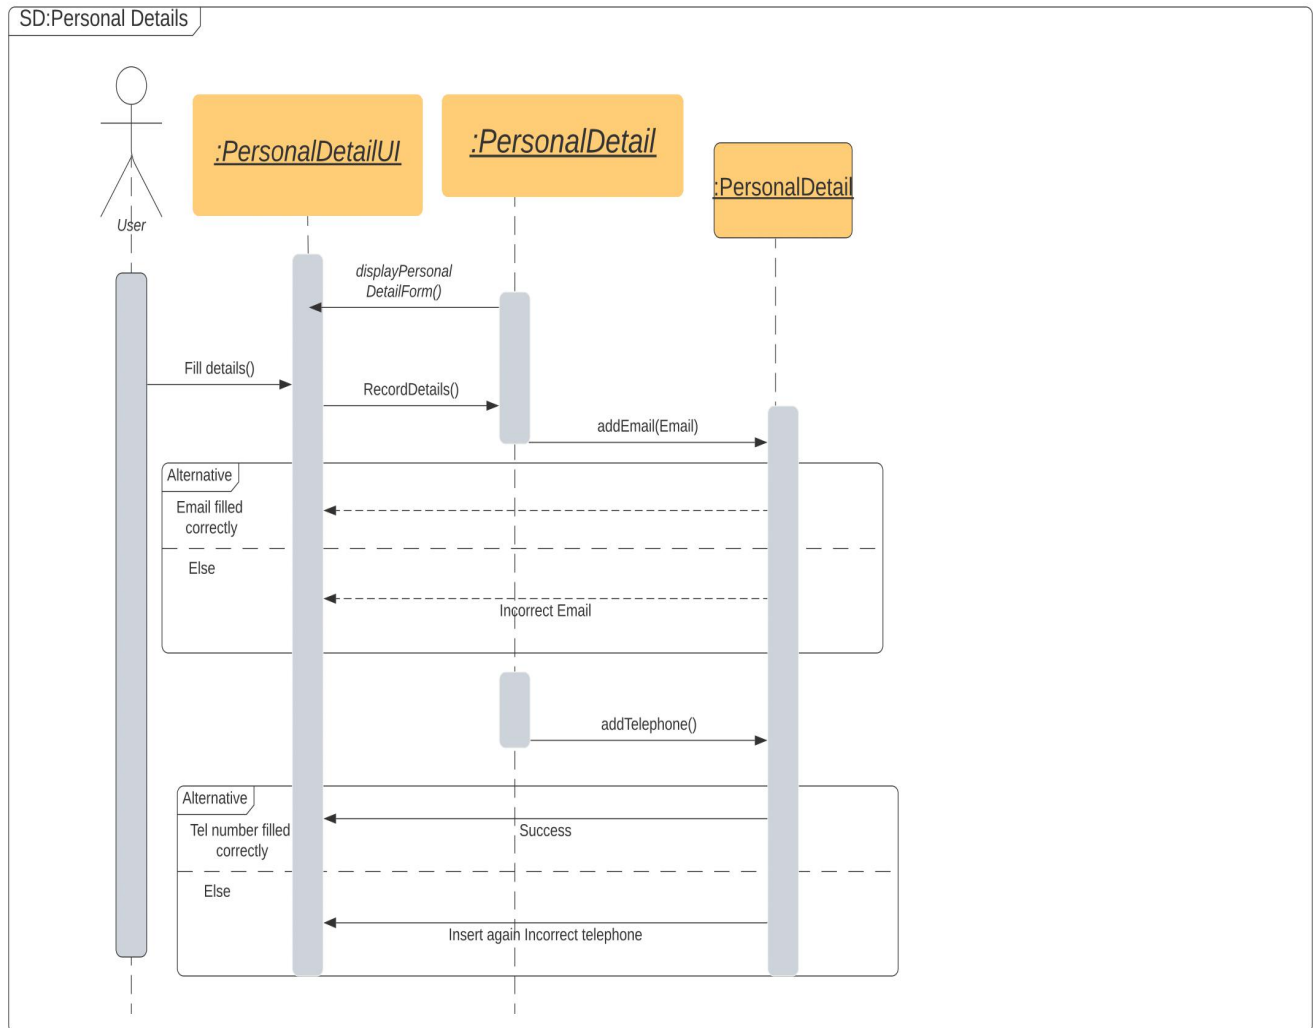 SD:Personal Details
:PersonalDetailUI
:PersonalDetail
:PersonalDetail
User
displayPersonal
DetailForm()
Fill details()
RecordDetails()
addEmail(Email)
Alternative
Email filled
correctly
Else
Incorrect Email
addTelephone()
Alternative
Tel number filled
correctly
Success
Else
Insert again Incorrect telephone